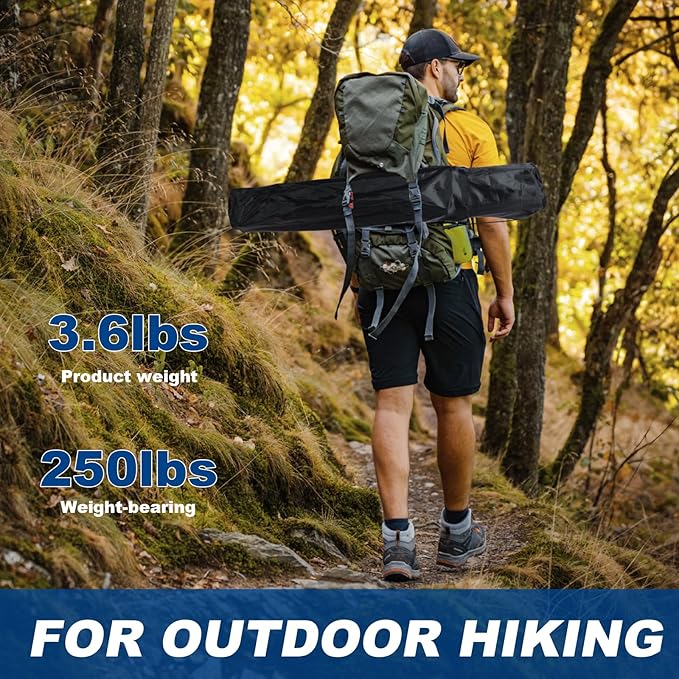 3.6lbs
Product weight
250lbs
Weight-bearing
FOR OUTDOOR HIKING